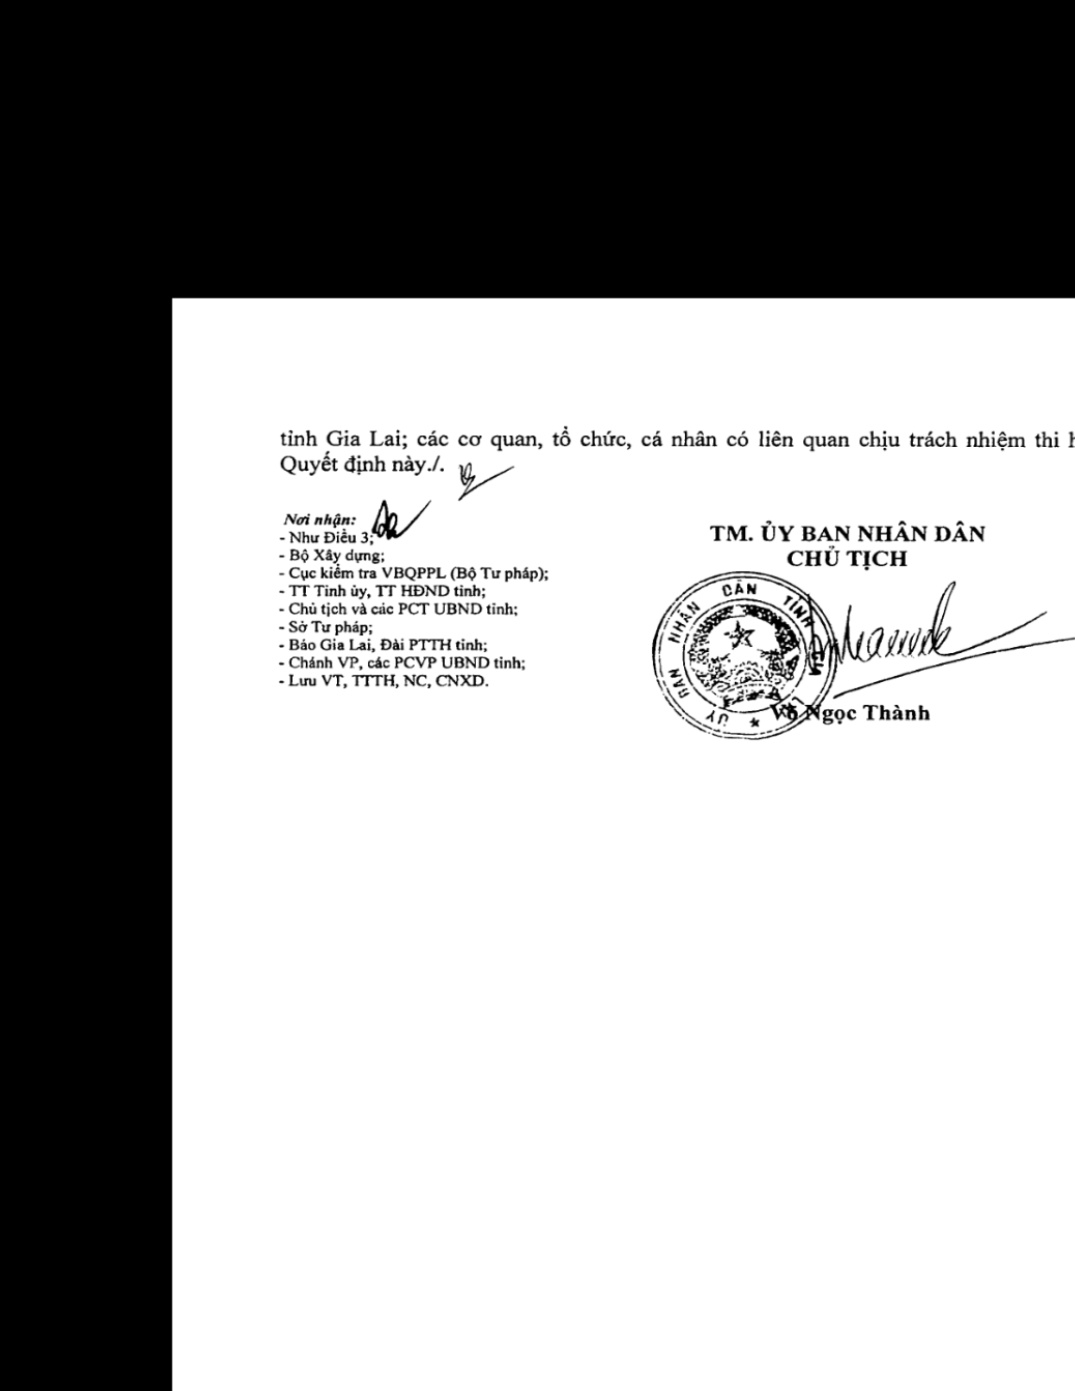 tỉnh Gia Lai; các cơ quan, tổ chức, cá nhân có liên quan chịu trách nhiệm thi
Quyết định này./.
Nơi nhận:
- Như Điều 3;
- Bộ Xây dựng;
- Cục kiểm tra VBQPPL (Bộ Tư pháp);
- TT Tỉnh ủy, TT HĐND tỉnh;
- Chủ tịch và các PCT UBND tỉnh;
- Sở Tư pháp;
- Báo Gia Lai, Đài PTTH tỉnh;
- Chánh VP, các PCVP UBND tỉnh;
- Lưu VT, TTTH, NC, CNXD.
TM. ỦY BAN NHÂN DÂN
CHỦ TỊCH
ỦY BAN NHÂN DÂN TỈNH
Võ Ngọc Thành